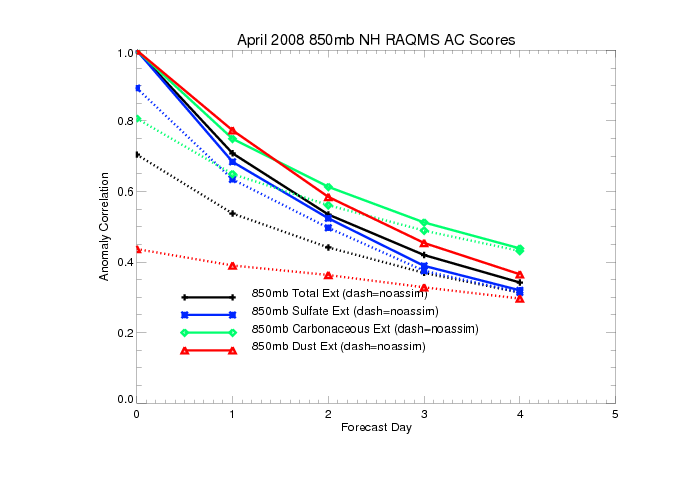 April 2008 850mb NH RAQMS AC Scores
1.0
0.8
0.6
0.4
0.2
0.0
Anomaly Correlation
850mb Total Ext (dash=noassim)
850mb Sulfate Ext (dash=noassim)
850mb Carbonaceous Ext (dash=noassim)
850mb Dust Ext (dash=noassim)
0 1 2 3 4 5
Forecast Day